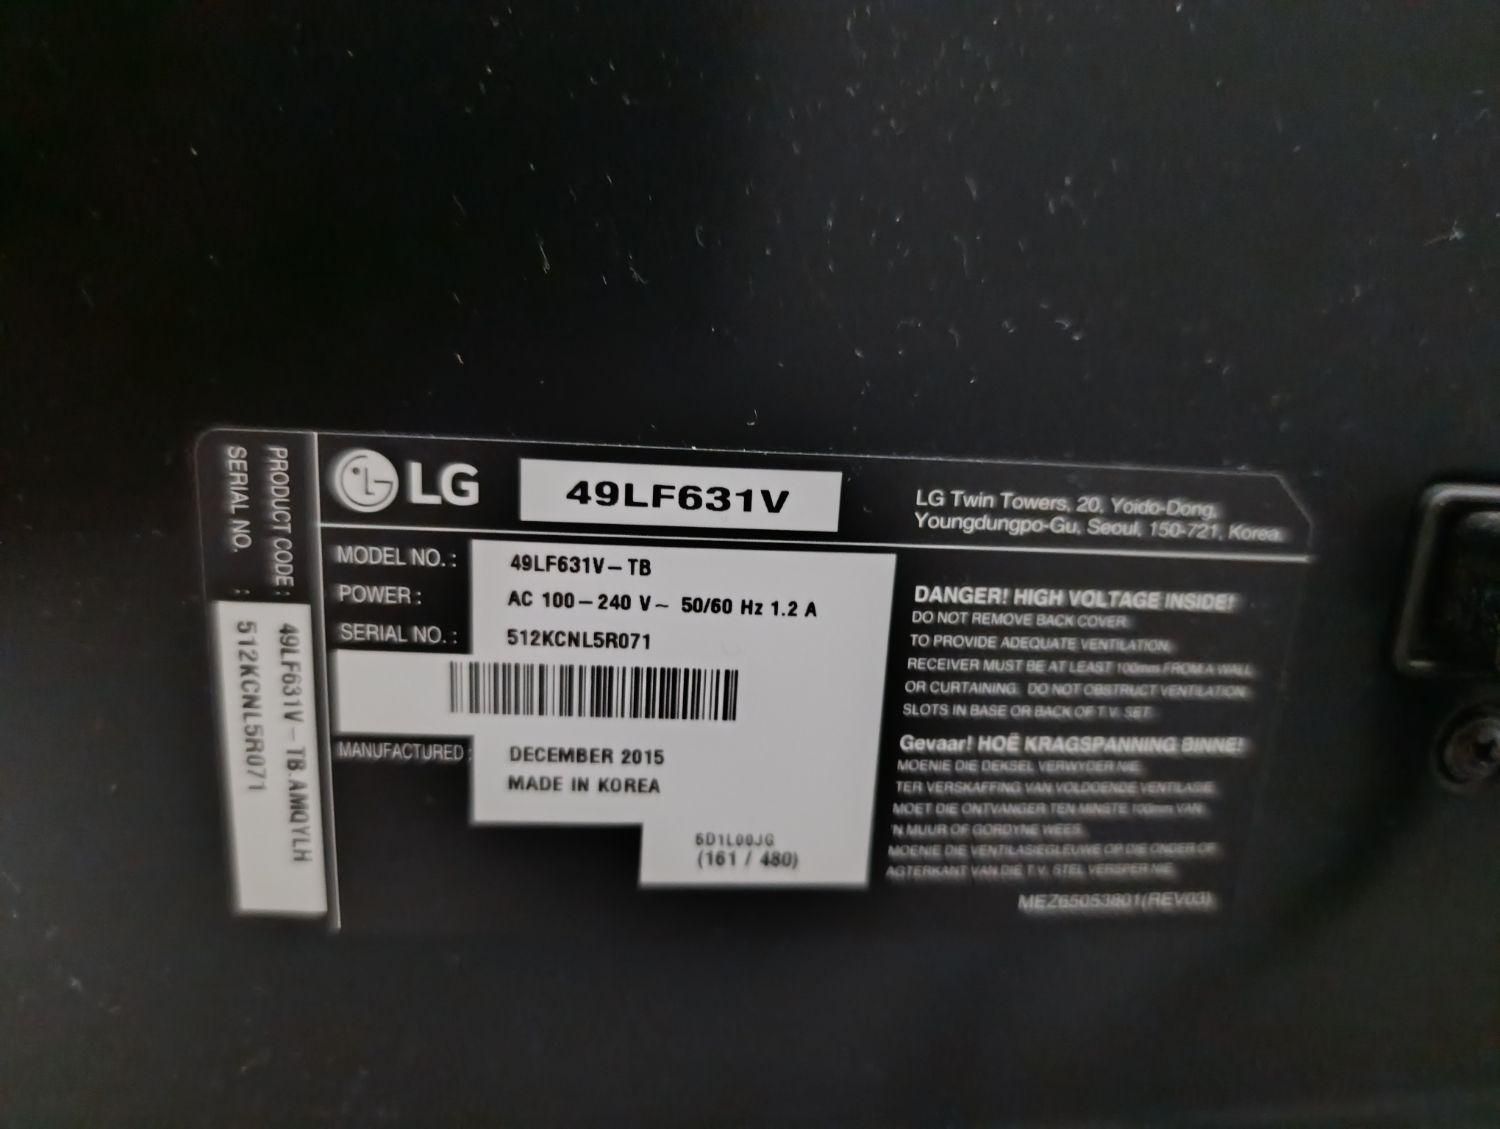 PRODUCT CODE :
SERIAL NO. :
49LF631V-TB.AMQYLH
512KCNL5R071
LG
49LF631V
LG Twin Towers, 20, Yoido-Dong,
Youngdungpo-Gu, Seoul, 150-721, Korea
MODEL NO. : 49LF631V-TB
POWER : AC 100-240 V~ 50/60 Hz 1.2 A
SERIAL NO. : 512KCNL5R071
MANUFACTURED : DECEMBER 2015
MADE IN KOREA
6D1L00JG
(161 / 480)
DANGER! HIGH VOLTAGE INSIDE!
DO NOT REMOVE BACK COVER.
TO PROVIDE ADEQUATE VENTILATION,
RECEIVER MUST BE AT LEAST 100mm FROM A WALL
OR CURTAINING. DO NOT OBSTRUCT VENTILATION
SLOTS IN BASE OR BACK OF T.V. SET.
Gevaar! HOË KRAGSPANNING BINNE!
MOENIE DIE DEKSEL VERWYDER NIE.
TER VERSKAFFING VAN VOLDOENDE VENTILASIE
MOET DIE ONTVANGER TEN MINSTE 100mm VAN
'N MUUR OF GORDYNE WEES.
MOENIE DIE VENTILASIEGLEUWE OP DIE ONDER OF
AGTERKANT VAN DIE T.V. STEL VERSPER NIE.
MEZ65053801(REV03)